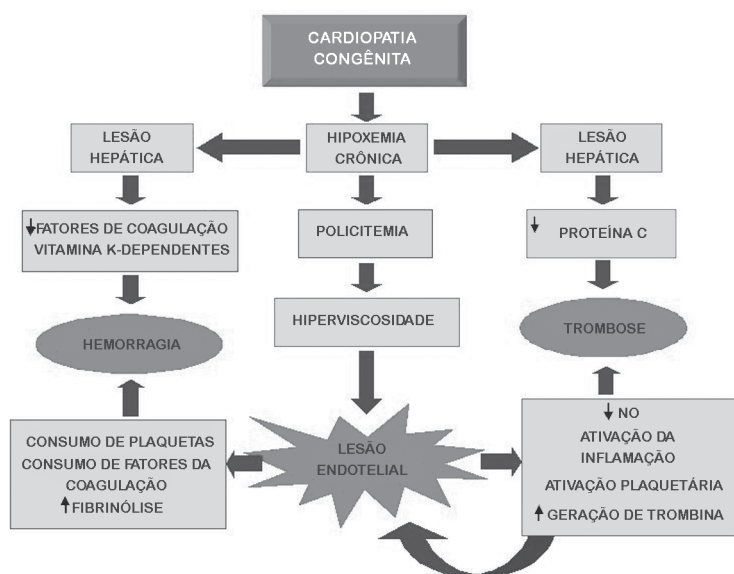 CARDIOPATIA
CONGÊNITA
LESÃO
HEPÁTICA
HIPOXEMIA
CRÔNICA
LESÃO
HEPÁTICA
FATORES DE COAGULAÇÃO
VITAMINA K-DEPENDENTES
POLICITEMIA
PROTEÍNA C
HEMORRAGIA
HIPERVISCOSIDADE
TROMBOSE
CONSUMO DE PLAQUETAS
CONSUMO DE FATORES DA
COAGULAÇÃO
FIBRINÓLISE
LESÃO
ENDOTELIAL
NO
ATIVAÇÃO DA
INFLAMAÇÃO
ATIVAÇÃO PLAQUETÁRIA
GERAÇÃO DE TROMBINA